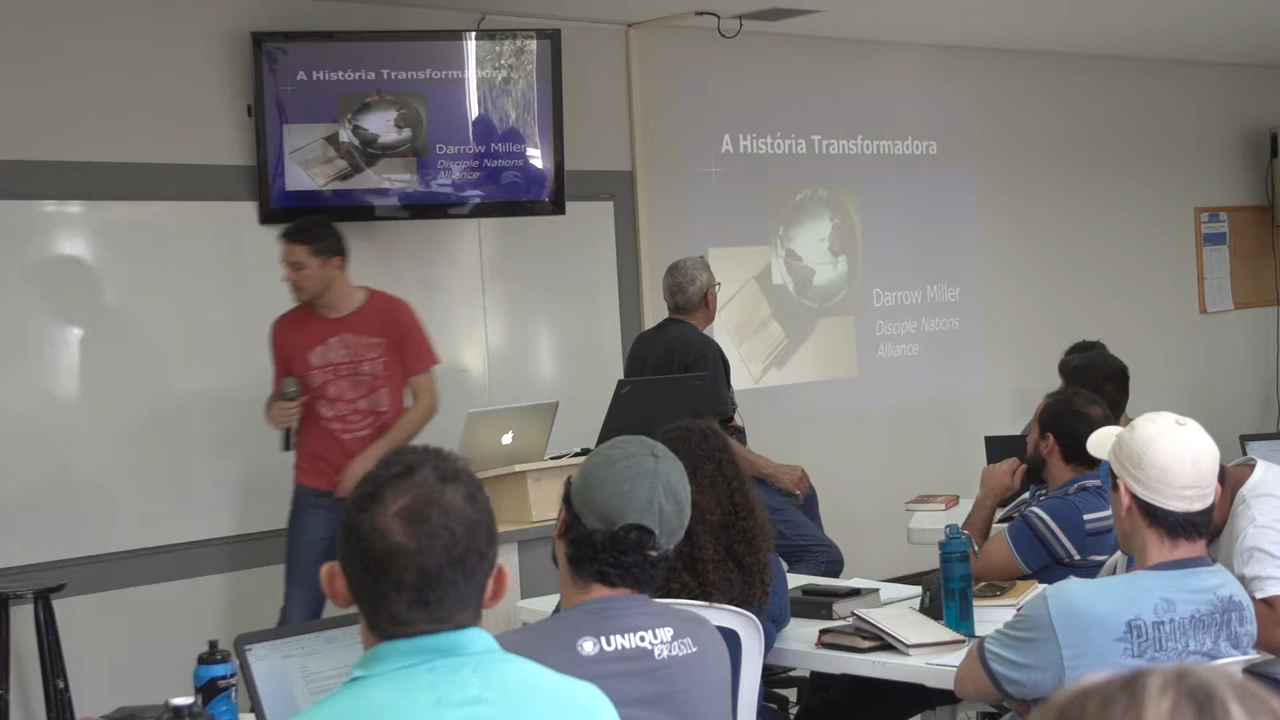 A História Transformadora
Darrow Miller
Disciple Nations
Alliance
A História Transformadora
Darrow Miller
Disciple Nations
Alliance
UNIQUIP
BRASIL